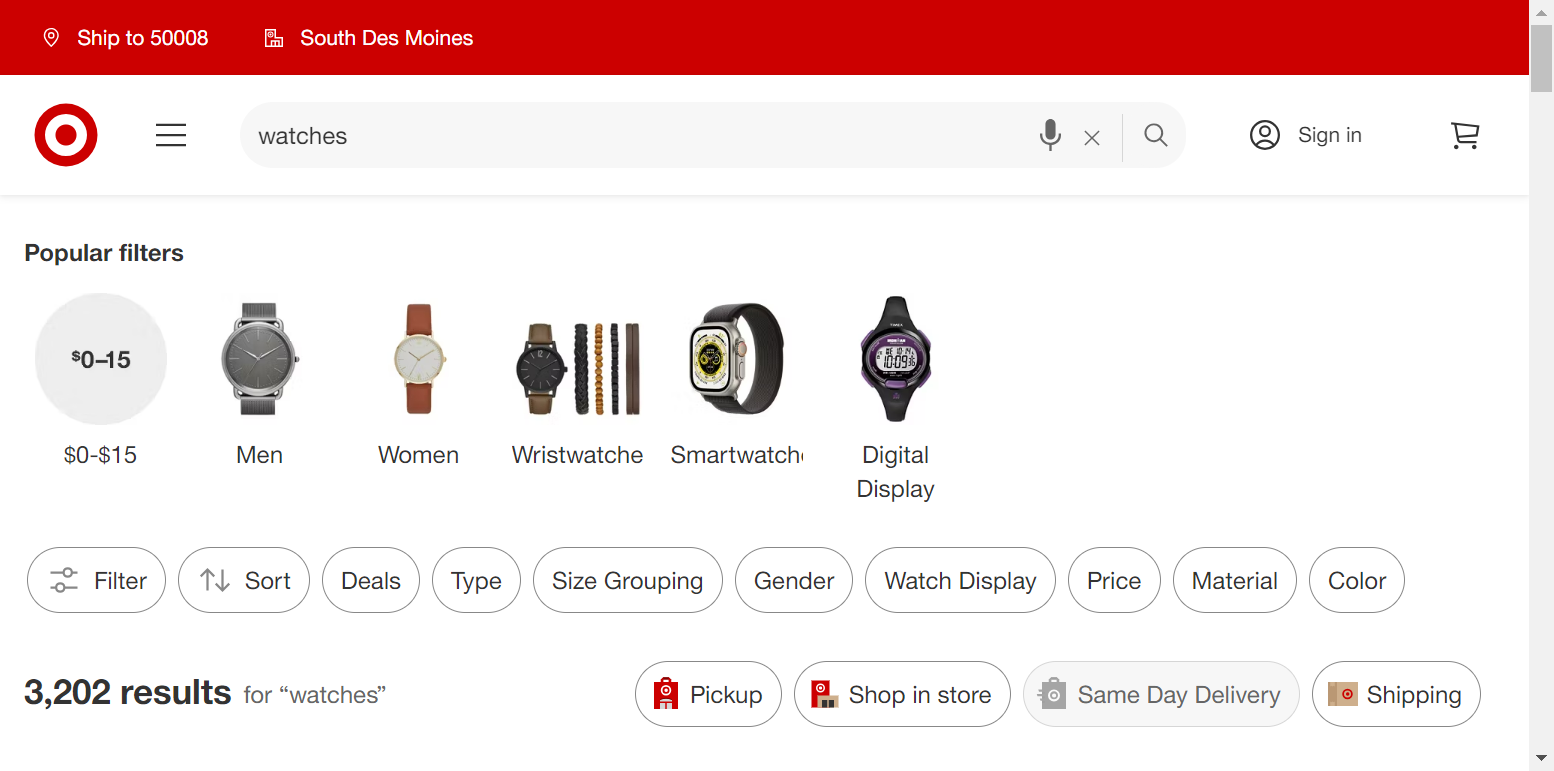 Ship to 50008
South Des Moines
watches
Sign in
Popular filters
$0–15
$0-$15
Men
Women
Wristwatche
Smartwatch
Digital
Display
Filter
Sort
Deals
Type
Size Grouping
Gender
Watch Display
Price
Material
Color
3,202 results for “watches”
Pickup
Shop in store
Same Day Delivery
Shipping